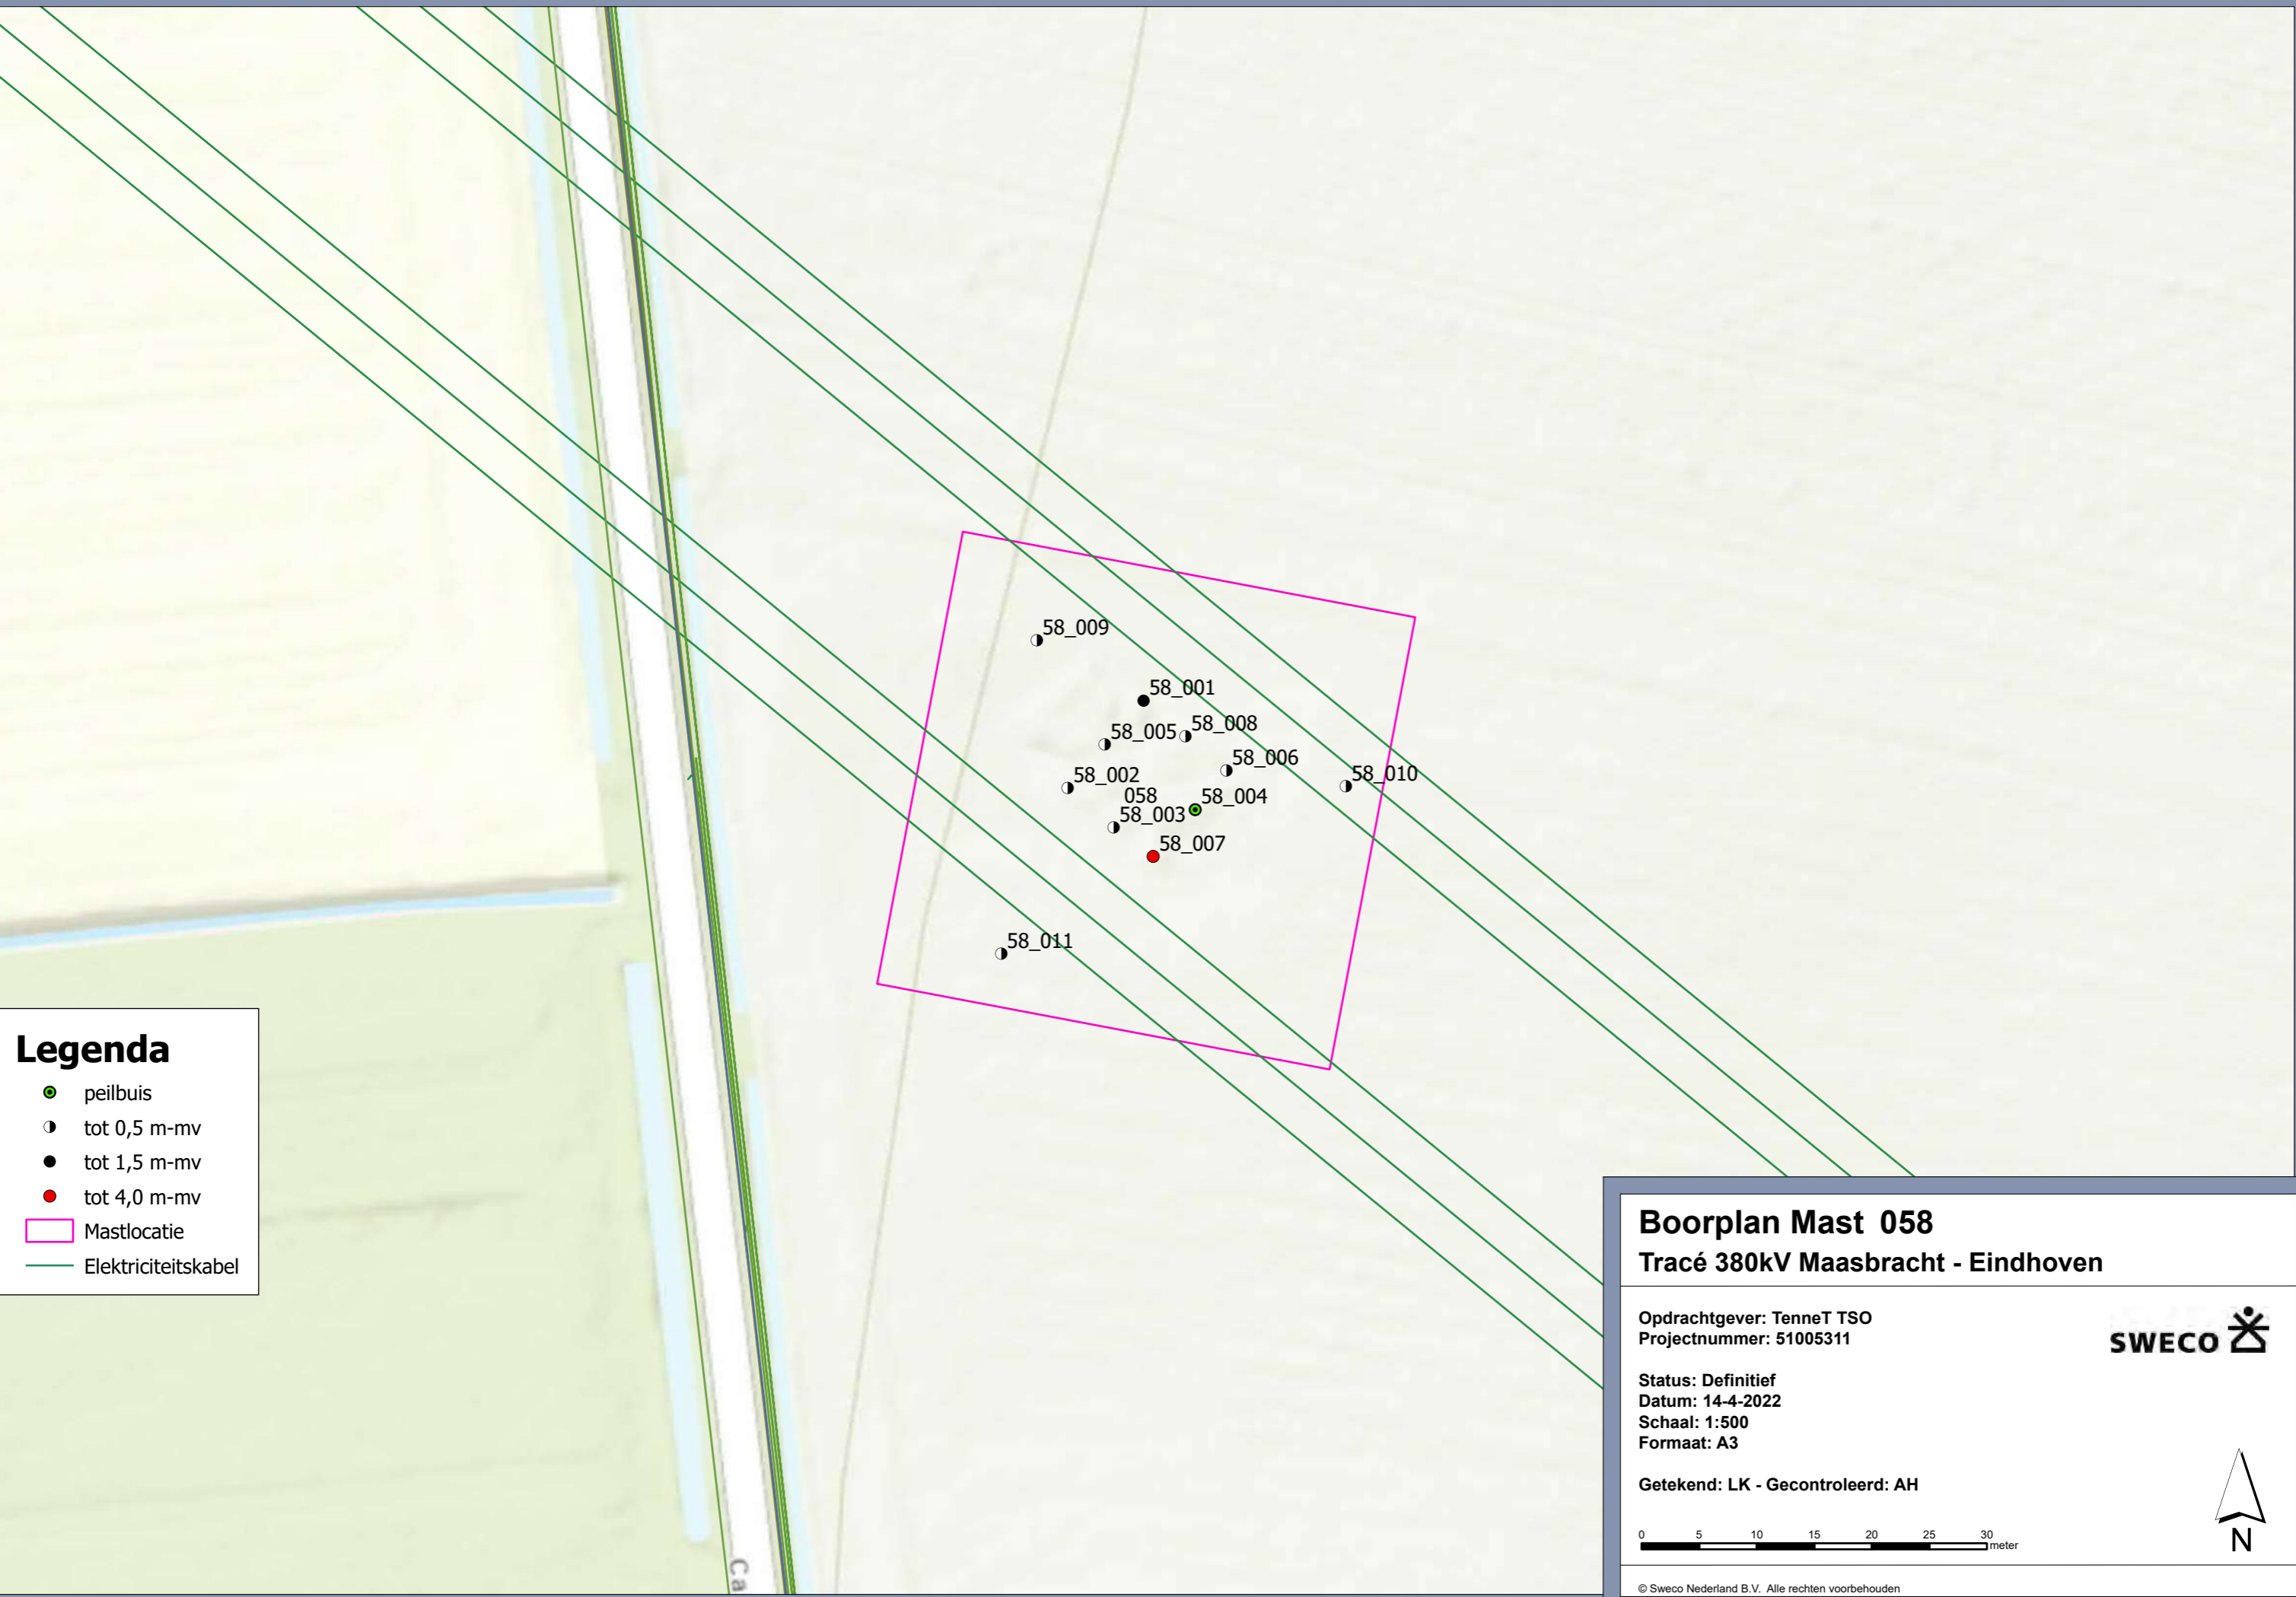 58_009
58_001
58_005
58_008
58_006
58_002
58_010
058
58_004
58_003
58_007
58_011
Legenda
peilbuis
tot 0,5 m-mv
tot 1,5 m-mv
tot 4,0 m-mv
Mastlocatie
Elektriciteitskabel
Ca
Boorplan Mast 058
Tracé 380kV Maasbracht - Eindhoven
Opdrachtgever: TenneT TSO
Projectnummer: 51005311
SWECO
Status: Definitief
Datum: 14-4-2022
Schaal: 1:500
Formaat: A3
Getekend: LK - Gecontroleerd: AH
0 5 10 15 20 25 30
meter
N
© Sweco Nederland B.V. Alle rechten voorbehouden